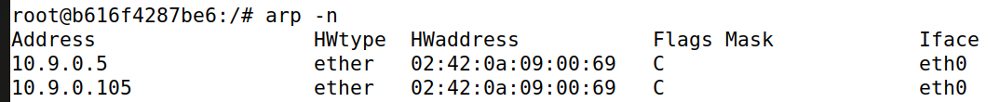 root@b616f4287be6:/# arp -n
Address                  HWtype  HWaddress           Flags Mask            Iface
10.9.0.5                 ether   02:42:0a:09:00:69   C                     eth0
10.9.0.105               ether   02:42:0a:09:00:69   C                     eth0